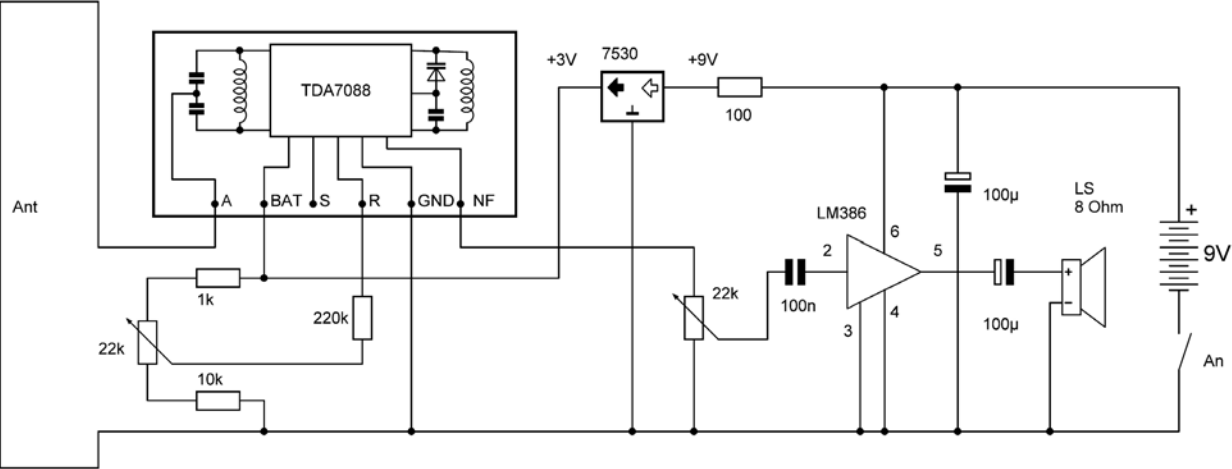 +3V
7530
+9V
100
TDA7088
Ant
A
BAT
S
R
GND
NF
1k
22k
10k
220k
22k
100n
LM386
2
3
6
4
5
100µ
100µ
LS
8 Ohm
+
-
+
9V
An